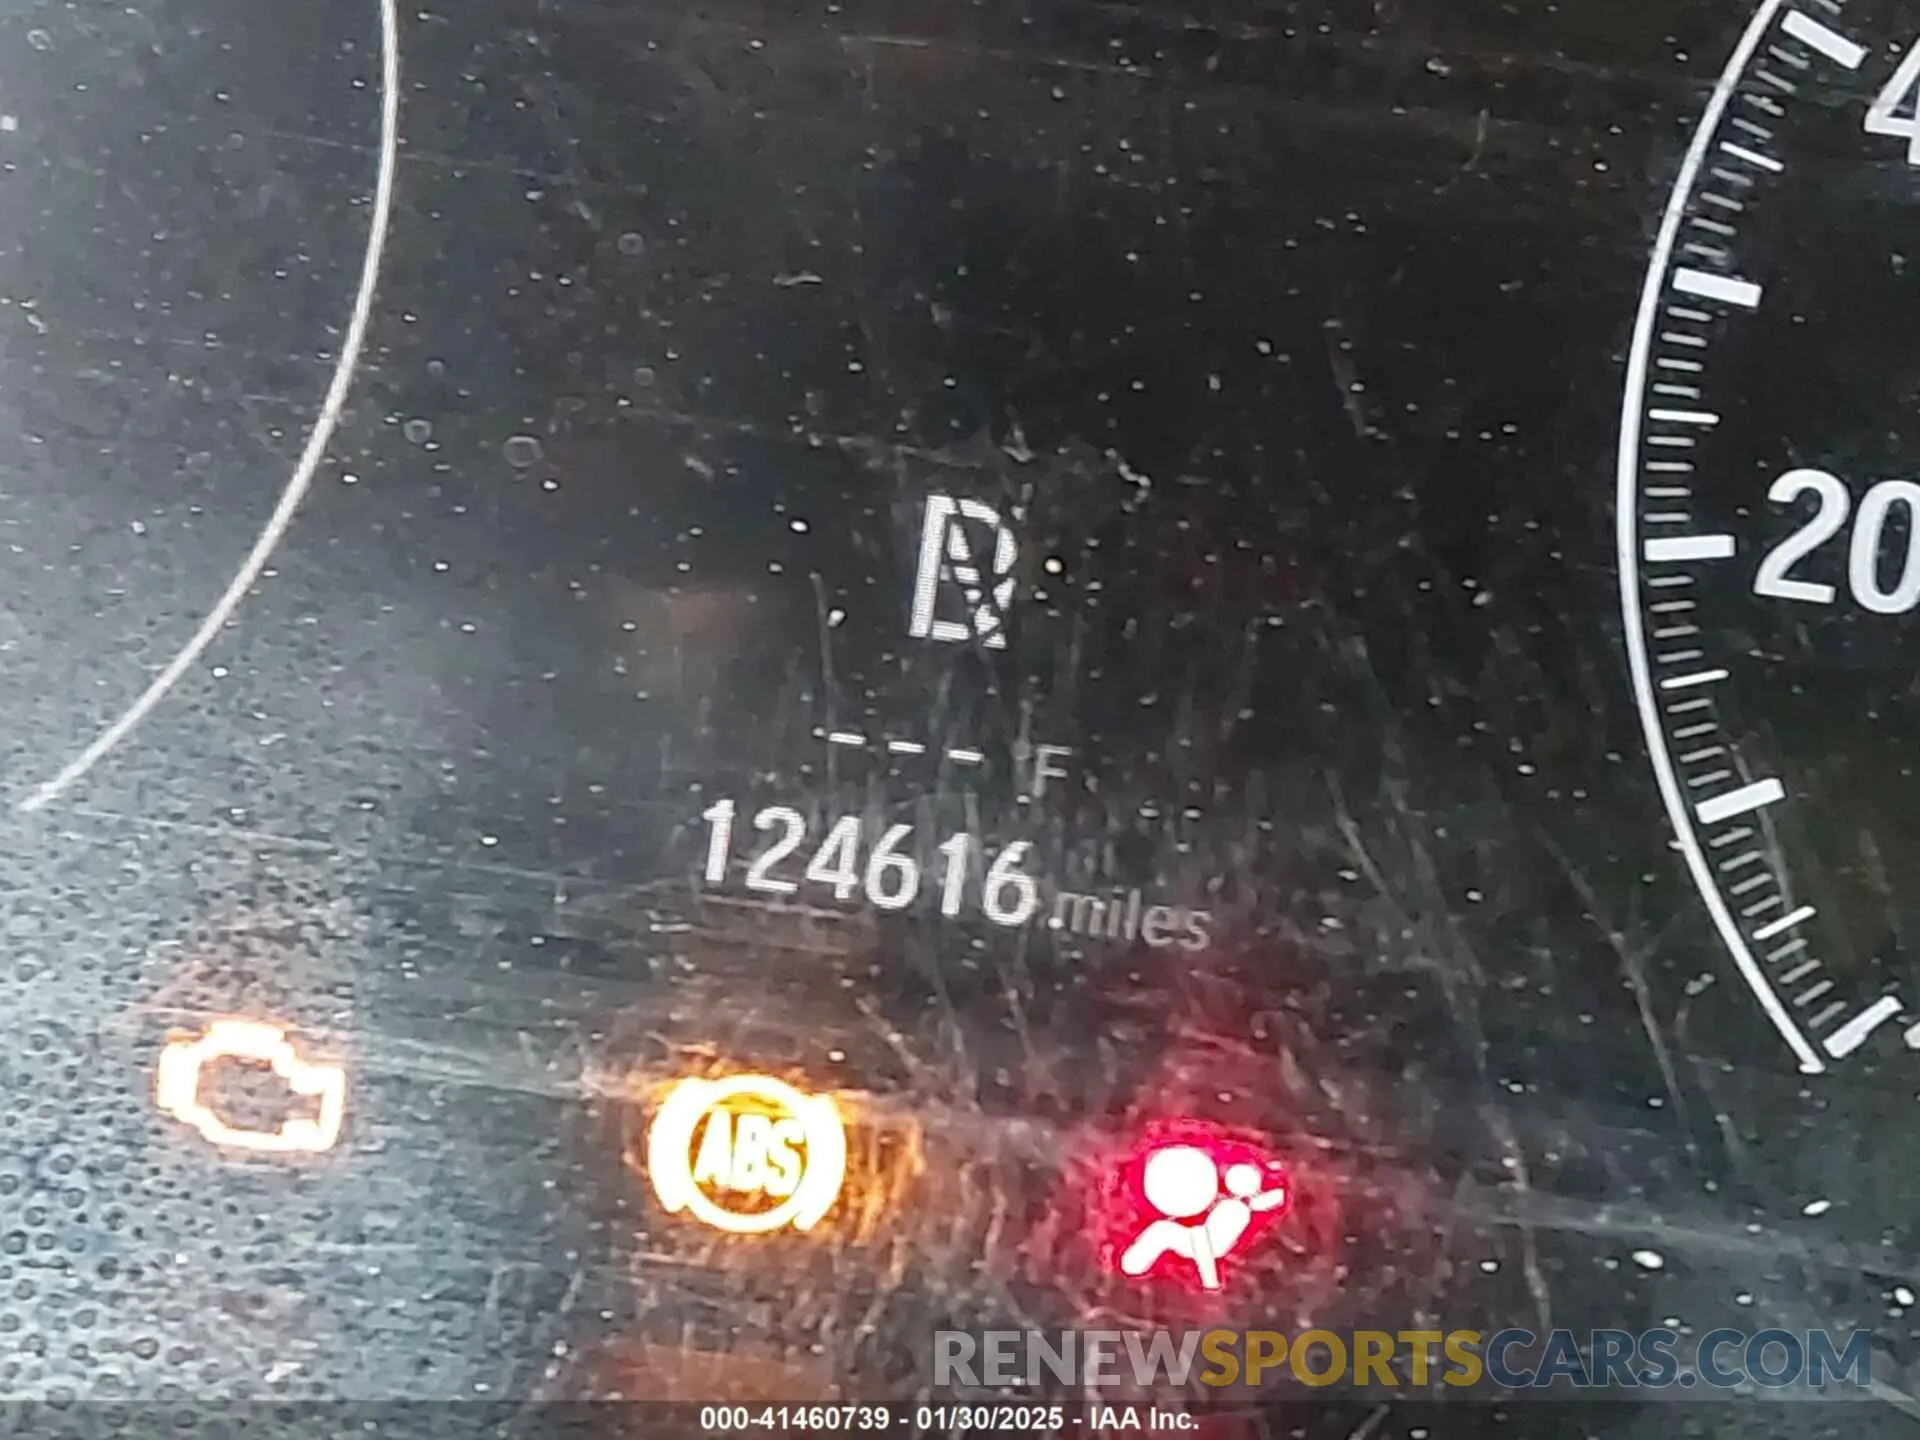 4
20
D
--- °F
124616 miles
ABS
RENEWSPORTSCARS.COM
000-41460739 - 01/30/2025 - IAA Inc.